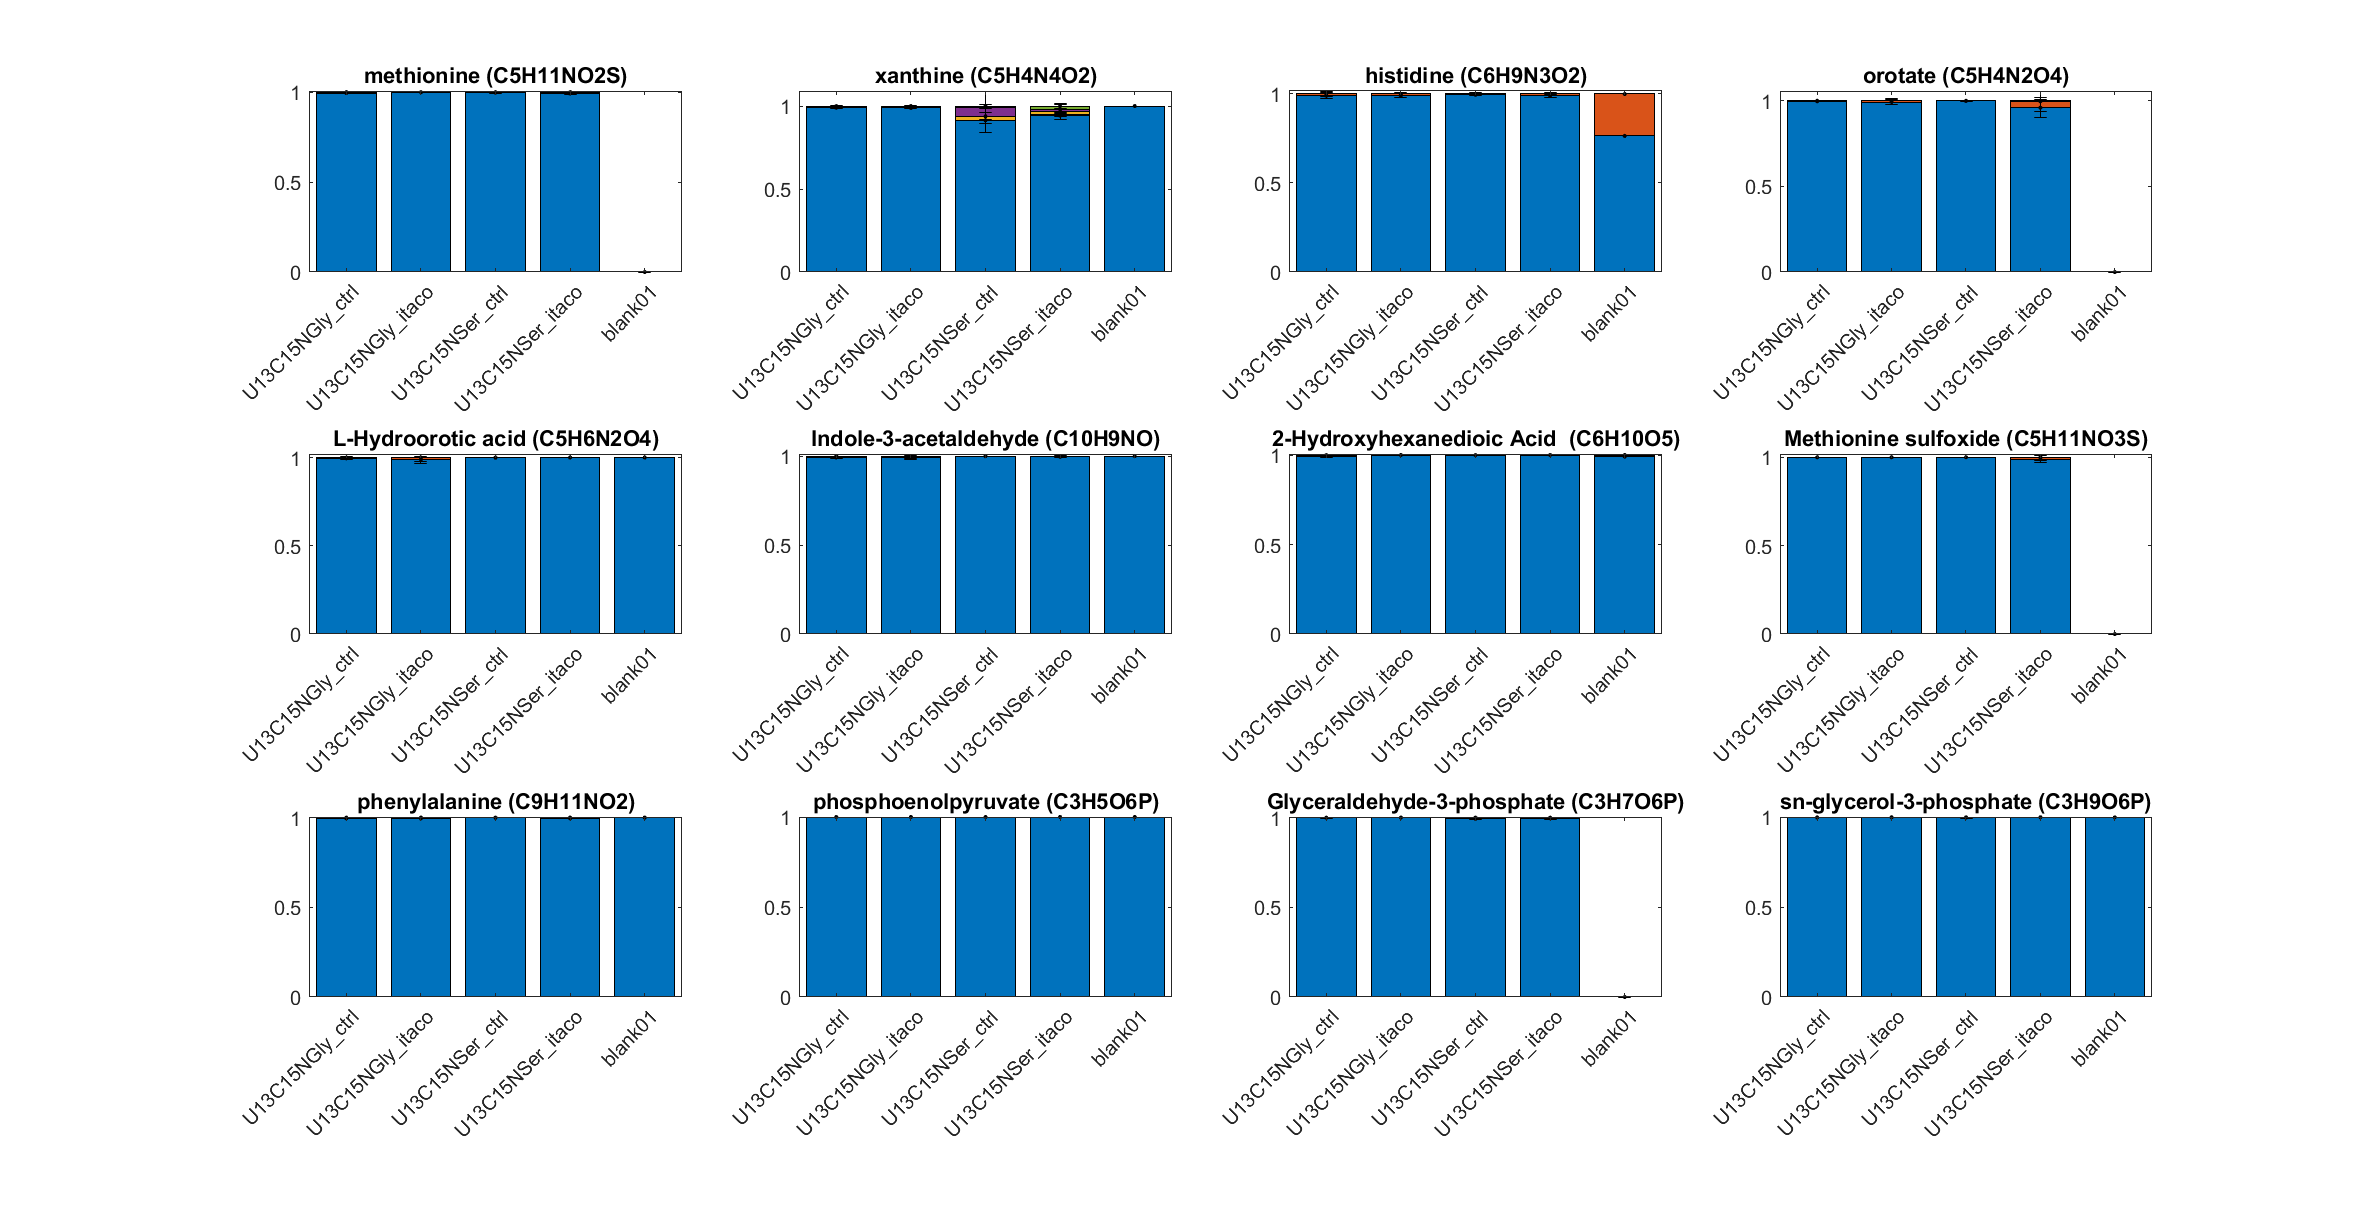 methionine (C5H11NO2S)
xanthine (C5H4N4O2)
histidine (C6H9N3O2)
orotate (C5H4N2O4)
1
0.5
0
1
0.5
0
1
0.5
0
1
0.5
0
U13C15NGly_ctrl
U13C15NGly_itaco
U13C15NSer_ctrl
U13C15NSer_itaco
blank01
U13C15NGly_ctrl
U13C15NGly_itaco
U13C15NSer_ctrl
U13C15NSer_itaco
blank01
U13C15NGly_ctrl
U13C15NGly_itaco
U13C15NSer_ctrl
U13C15NSer_itaco
blank01
U13C15NGly_ctrl
U13C15NGly_itaco
U13C15NSer_ctrl
U13C15NSer_itaco
blank01
L-Hydroorotic acid (C5H6N2O4)
Indole-3-acetaldehyde (C10H9NO)
2-Hydroxyhexanedioic Acid  (C6H10O5)
Methionine sulfoxide (C5H11NO3S)
1
0.5
0
1
0.5
0
1
0.5
0
1
0.5
0
U13C15NGly_ctrl
U13C15NGly_itaco
U13C15NSer_ctrl
U13C15NSer_itaco
blank01
U13C15NGly_ctrl
U13C15NGly_itaco
U13C15NSer_ctrl
U13C15NSer_itaco
blank01
U13C15NGly_ctrl
U13C15NGly_itaco
U13C15NSer_ctrl
U13C15NSer_itaco
blank01
U13C15NGly_ctrl
U13C15NGly_itaco
U13C15NSer_ctrl
U13C15NSer_itaco
blank01
phenylalanine (C9H11NO2)
phosphoenolpyruvate (C3H5O6P)
Glyceraldehyde-3-phosphate (C3H7O6P)
sn-glycerol-3-phosphate (C3H9O6P)
1
0.5
0
1
0.5
0
1
0.5
0
1
0.5
0
U13C15NGly_ctrl
U13C15NGly_itaco
U13C15NSer_ctrl
U13C15NSer_itaco
blank01
U13C15NGly_ctrl
U13C15NGly_itaco
U13C15NSer_ctrl
U13C15NSer_itaco
blank01
U13C15NGly_ctrl
U13C15NGly_itaco
U13C15NSer_ctrl
U13C15NSer_itaco
blank01
U13C15NGly_ctrl
U13C15NGly_itaco
U13C15NSer_ctrl
U13C15NSer_itaco
blank01